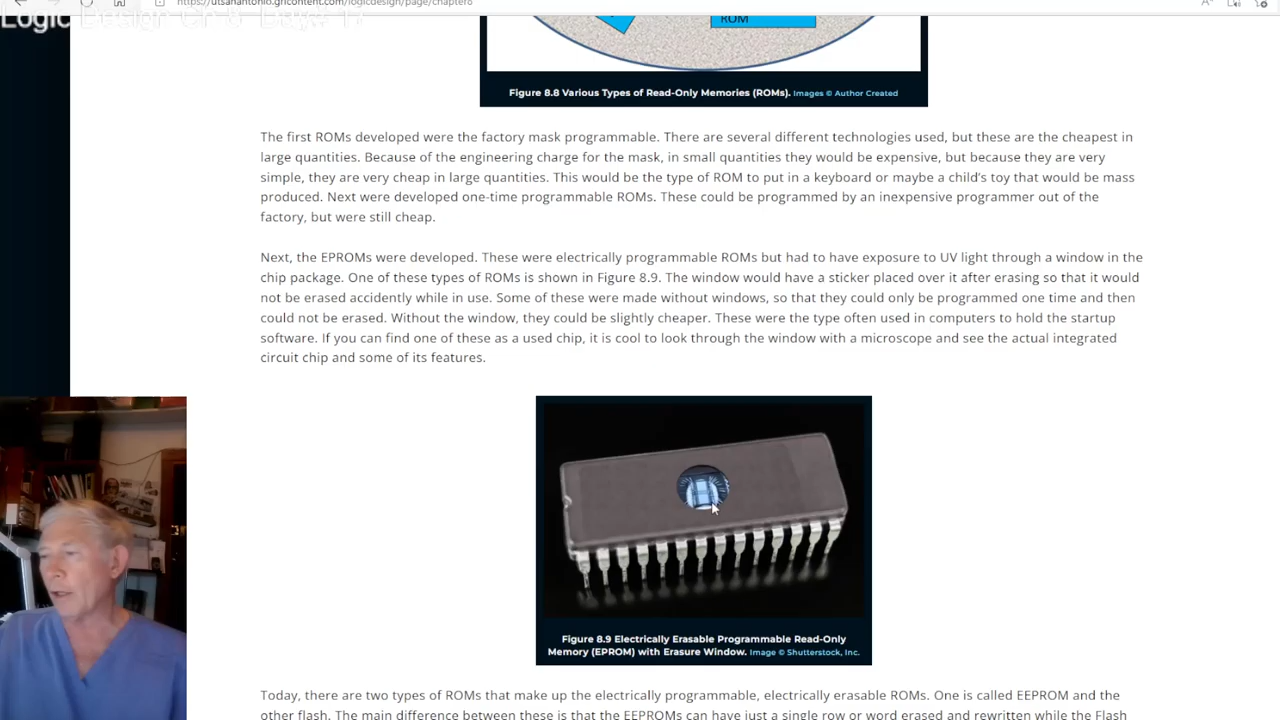 https://utsanantonio.grlcontent.com/logicdesign/page/chapter8
Logic Design Ch 8
ROM
Figure 8.8 Various Types of Read-Only Memories (ROMs). Images © Author Created
The first ROMs developed were the factory mask programmable. There are several different technologies used, but these are the cheapest in
large quantities. Because of the engineering charge for the mask, in small quantities they would be expensive, but because they are very
simple, they are very cheap in large quantities. This would be the type of ROM to put in a keyboard or maybe a child's toy that would be mass
produced. Next were developed one-time programmable ROMs. These could be programmed by an inexpensive programmer out of the
factory, but were still cheap.
Next, the EPROMs were developed. These were electrically programmable ROMs but had to have exposure to UV light through a window in the
chip package. One of these types of ROMs is shown in Figure 8.9. The window would have a sticker placed over it after erasing so that it would
not be erased accidently while in use. Some of these were made without windows, so that they could only be programmed one time and then
could not be erased. Without the window, they could be slightly cheaper. These were the type often used in computers to hold the startup
software. If you can find one of these as a used chip, it is cool to look through the window with a microscope and see the actual integrated
circuit chip and some of its features.
Figure 8.9 Electrically Erasable Programmable Read-Only
Memory (EPROM) with Erasure Window. Image © Shutterstock, Inc.
Today, there are two types of ROMs that make up the electrically programmable, electrically erasable ROMs. One is called EEPROM and the
other flash. The main difference between these is that the EEPROMs can have just a single row or word erased and rewritten while the Flash